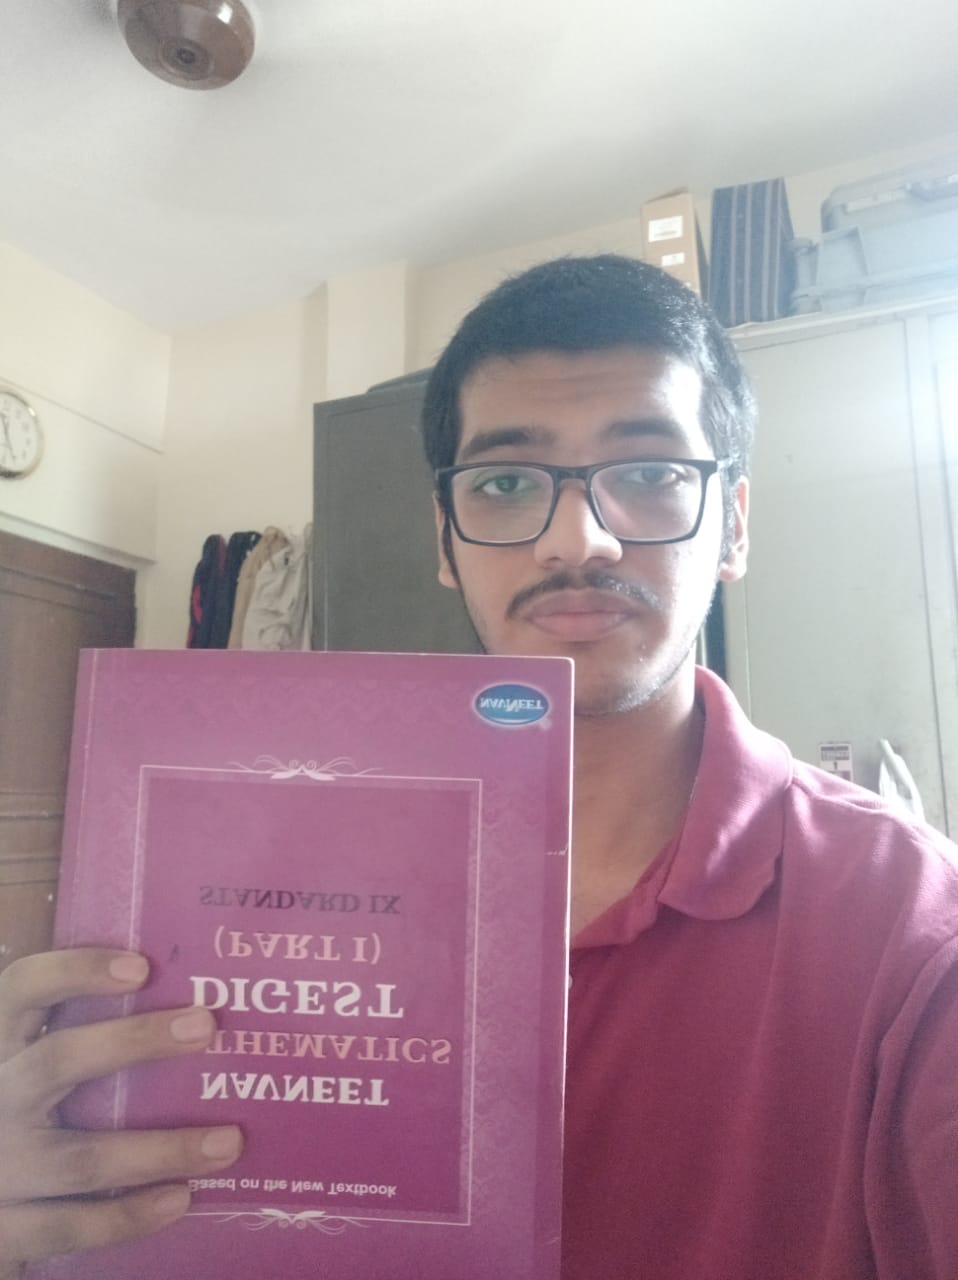 NAVNEET
Based on the New Textbook
NAVNEET
THEMATICS
DIGEST
(PART I)
STANDARD IX